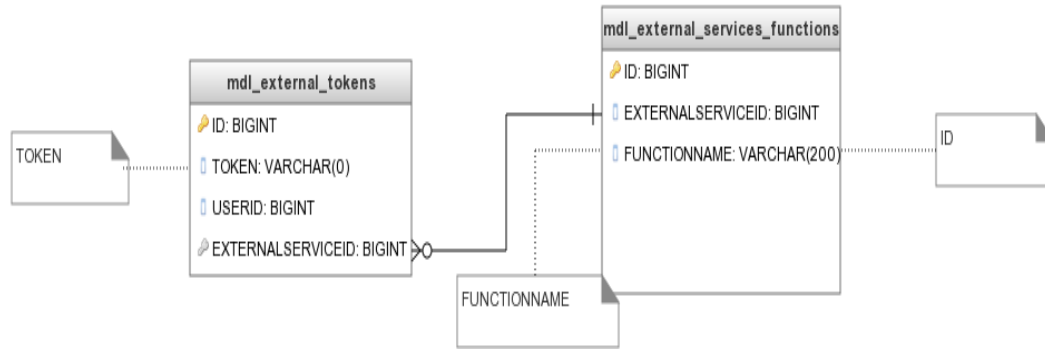 mdl_external_services_functions
ID: BIGINT
EXTERNALSERVICEID: BIGINT
FUNCTIONNAME: VARCHAR(200)
mdl_external_tokens
ID: BIGINT
TOKEN: VARCHAR(0)
USERID: BIGINT
EXTERNALSERVICEID: BIGINT
TOKEN
ID
FUNCTIONNAME